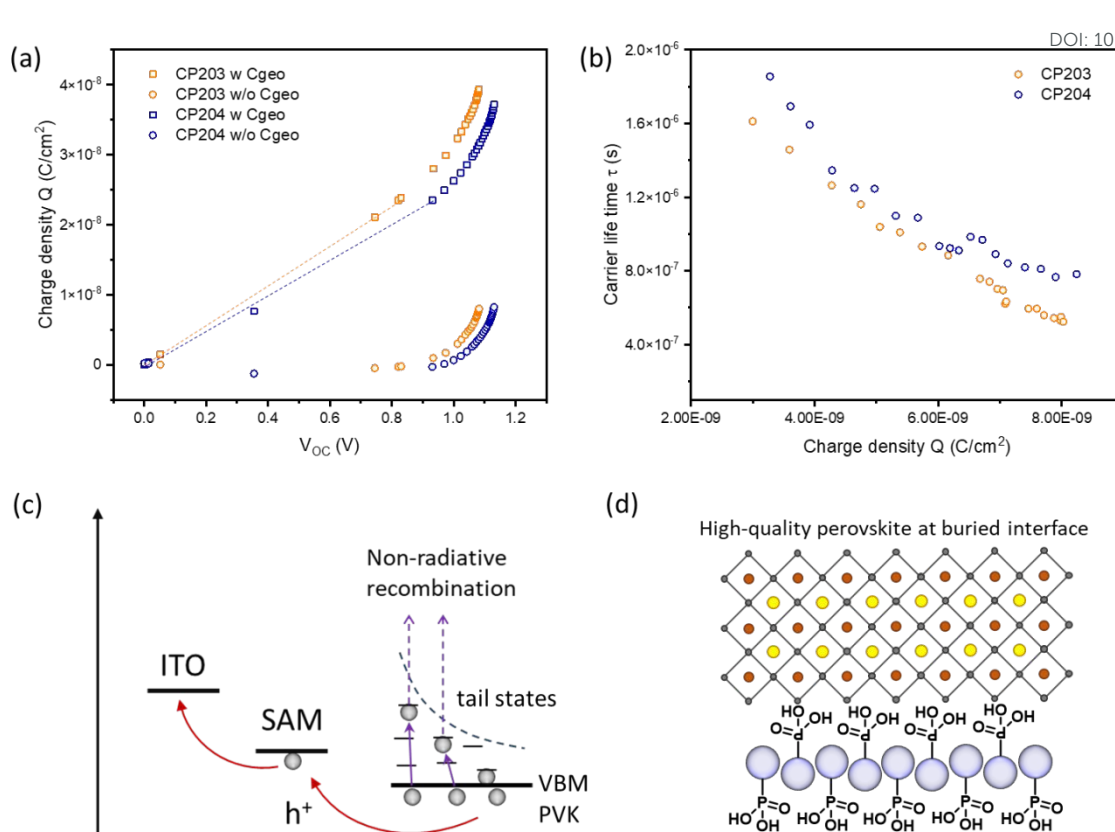 DOI: 10
(a)
CP203 w Cgeo
CP203 w/o Cgeo
CP204 w Cgeo
CP204 w/o Cgeo
4×10⁻⁸
3×10⁻⁸
2×10⁻⁸
1×10⁻⁸
0
Charge density Q (C/cm²)
0.0 0.2 0.4 0.6 0.8 1.0 1.2
V_OC (V)
(b)
CP203
CP204
2.0×10⁻⁶
1.6×10⁻⁶
1.2×10⁻⁶
8.0×10⁻⁷
4.0×10⁻⁷
Carrier life time τ (s)
2.00E-09 4.00E-09 6.00E-09 8.00E-09
Charge density Q (C/cm²)
(c)
Non-radiative
recombination
ITO
tail states
SAM
VBM
h⁺
PVK
(d)
High-quality perovskite at buried interface
HO HO HO HO
OH OH OH OH
O=P O=P O=P O=P
HO-P=O HO-P=O HO-P=O HO-P=O HO-P=O
OH OH OH OH OH